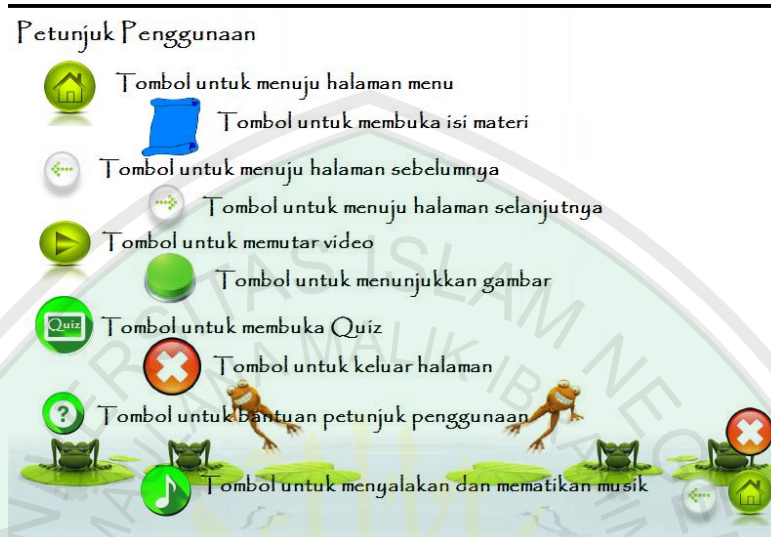 Petunjuk Penggunaan
Tombol untuk menuju halaman menu
Tombol untuk membuka isi materi
Tombol untuk menuju halaman sebelumnya
Tombol untuk menuju halaman selanjutnya
Tombol untuk memutar video
Tombol untuk menunjukkan gambar
Quiz
Tombol untuk membuka Quiz
Tombol untuk keluar halaman
?
Tombol untuk bantuan petunjuk penggunaan
Tombol untuk menyalakan dan mematikan musik